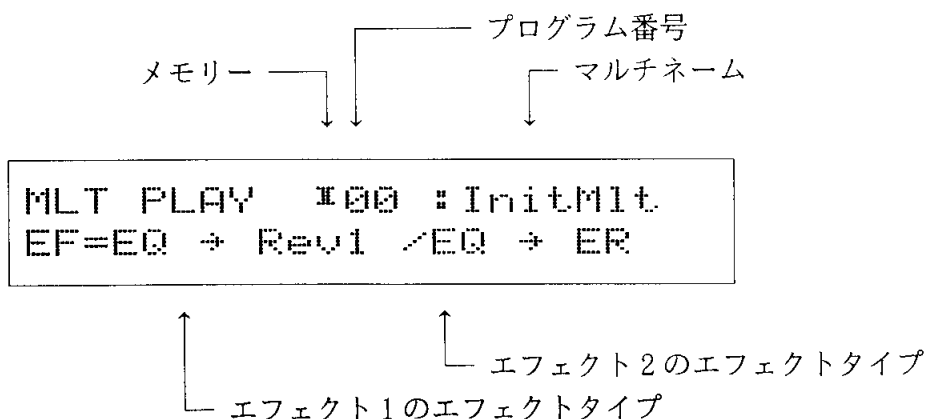 プログラム番号
メモリー
マルチネーム
MLT PLAY I00 :InitMlt
EF=EQ → Rev1 /EQ → ER
エフェクト2のエフェクトタイプ
エフェクト1のエフェクトタイプ